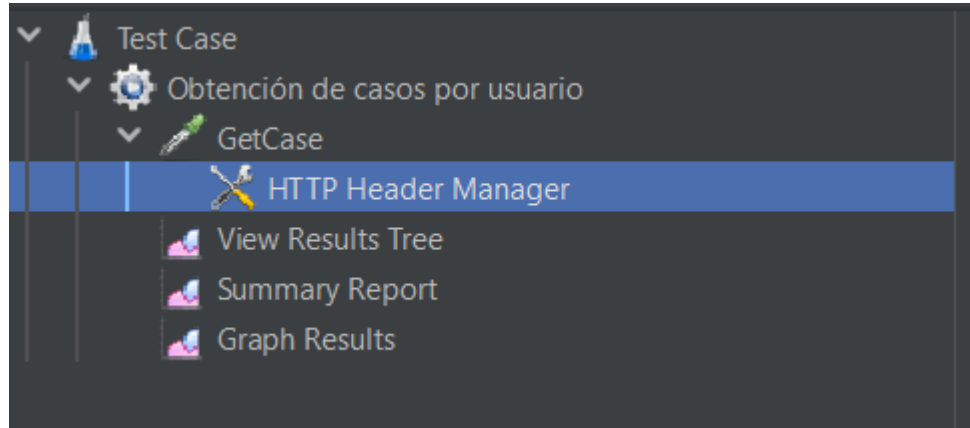 Test Case
Obtención de casos por usuario
GetCase
HTTP Header Manager
View Results Tree
Summary Report
Graph Results